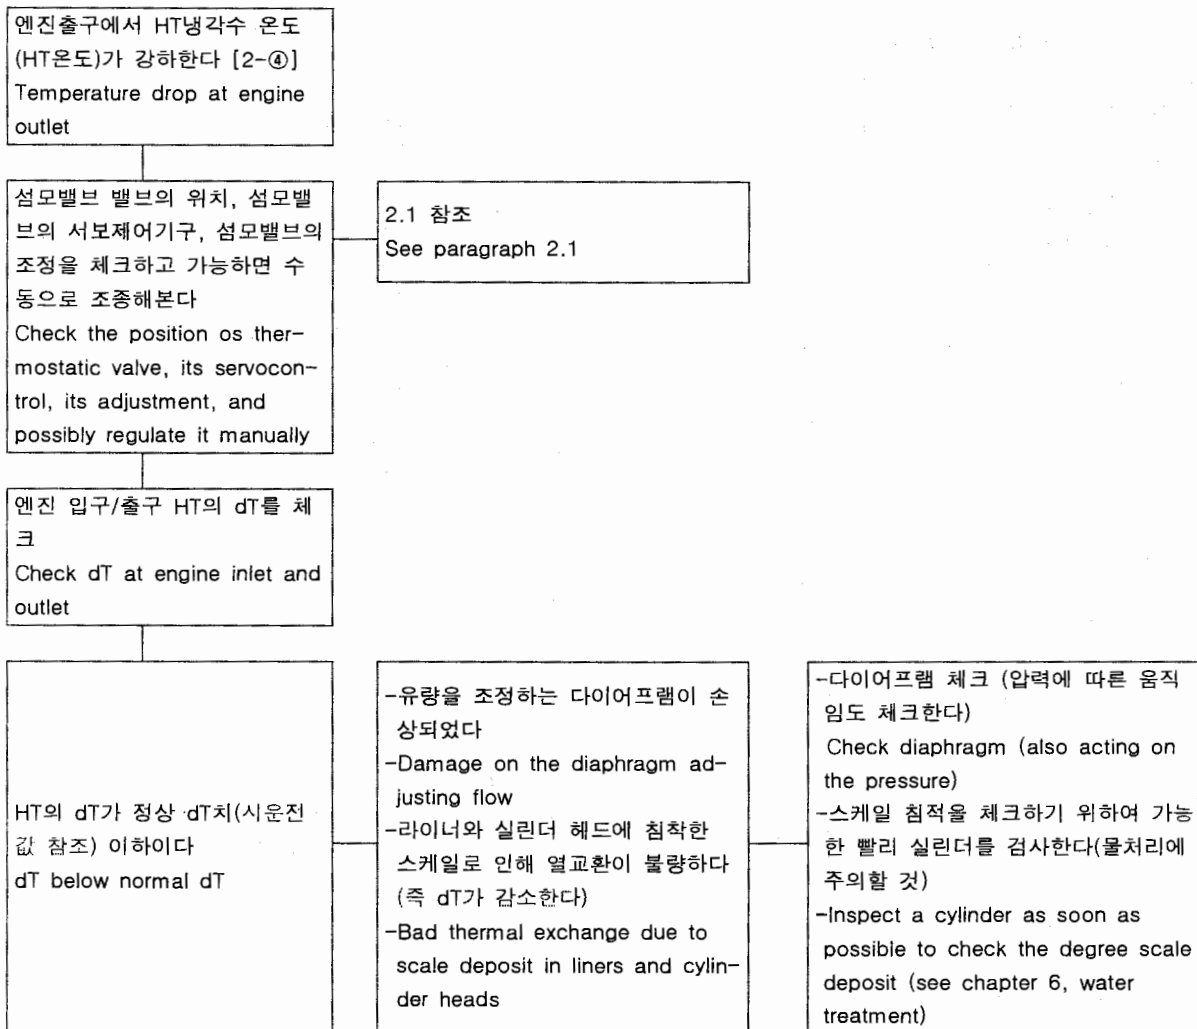 엔진출구에서 HT냉각수 온도
(HT온도)가 강하한다 [2-④]
Temperature drop at engine
outlet
섬모밸브 밸브의 위치, 섬모밸
브의 서보제어기구, 섬모밸브의
조정을 체크하고 가능하면 수
동으로 조종해본다
Check the position os ther-
mostatic valve, its servocon-
trol, its adjustment, and
possibly regulate it manually
2.1 참조
See paragraph 2.1
엔진 입구/출구 HT의 dT를 체
크
Check dT at engine inlet and
outlet
HT의 dT가 정상 dT치(시운전
값 참조) 이하이다
dT below normal dT
-유량을 조정하는 다이어프램이 손
상되었다
-Damage on the diaphragm ad-
justing flow
-라이너와 실린더 헤드에 침착한
스케일로 인해 열교환이 불량하다
(즉 dT가 감소한다)
-Bad thermal exchange due to
scale deposit in liners and cylin-
der heads
-다이어프램 체크 (압력에 따른 움직
임도 체크한다)
Check diaphragm (also acting on
the pressure)
-스케일 침적을 체크하기 위하여 가능
한 빨리 실린더를 검사한다(물처리에
주의할 것)
-Inspect a cylinder as soon as
possible to check the degree scale
deposit (see chapter 6, water
treatment)